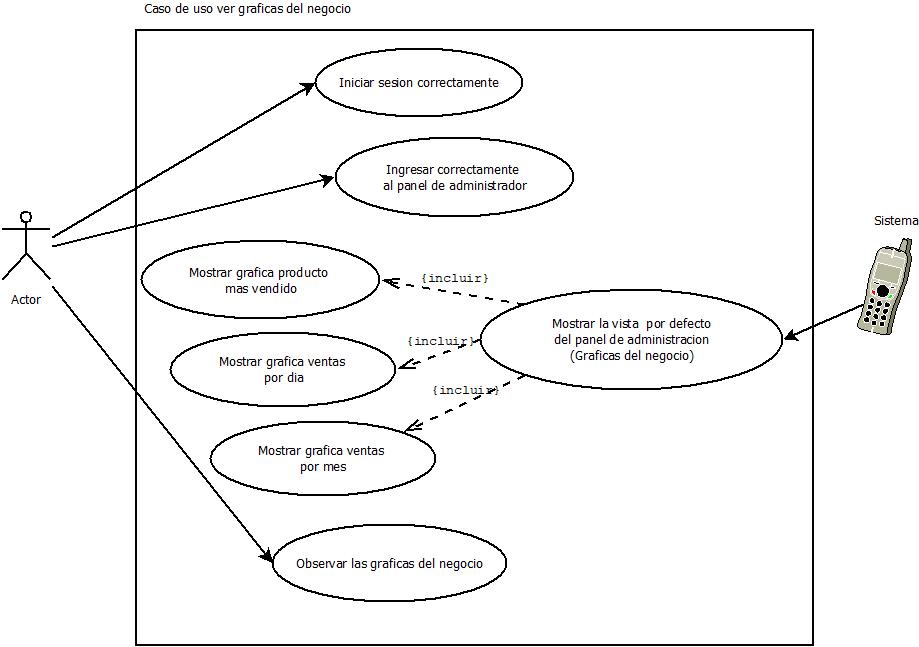 Caso de uso ver graficas del negocio
Iniciar sesion correctamente
Ingresar correctamente
al panel de administrador
Sistema
Actor
Mostrar grafica producto
mas vendido
{incluir}
Mostrar la vista por defecto
del panel de administracion
(Graficas del negocio)
Mostrar grafica ventas
por dia
{incluir}
{incluir}
Mostrar grafica ventas
por mes
Observar las graficas del negocio